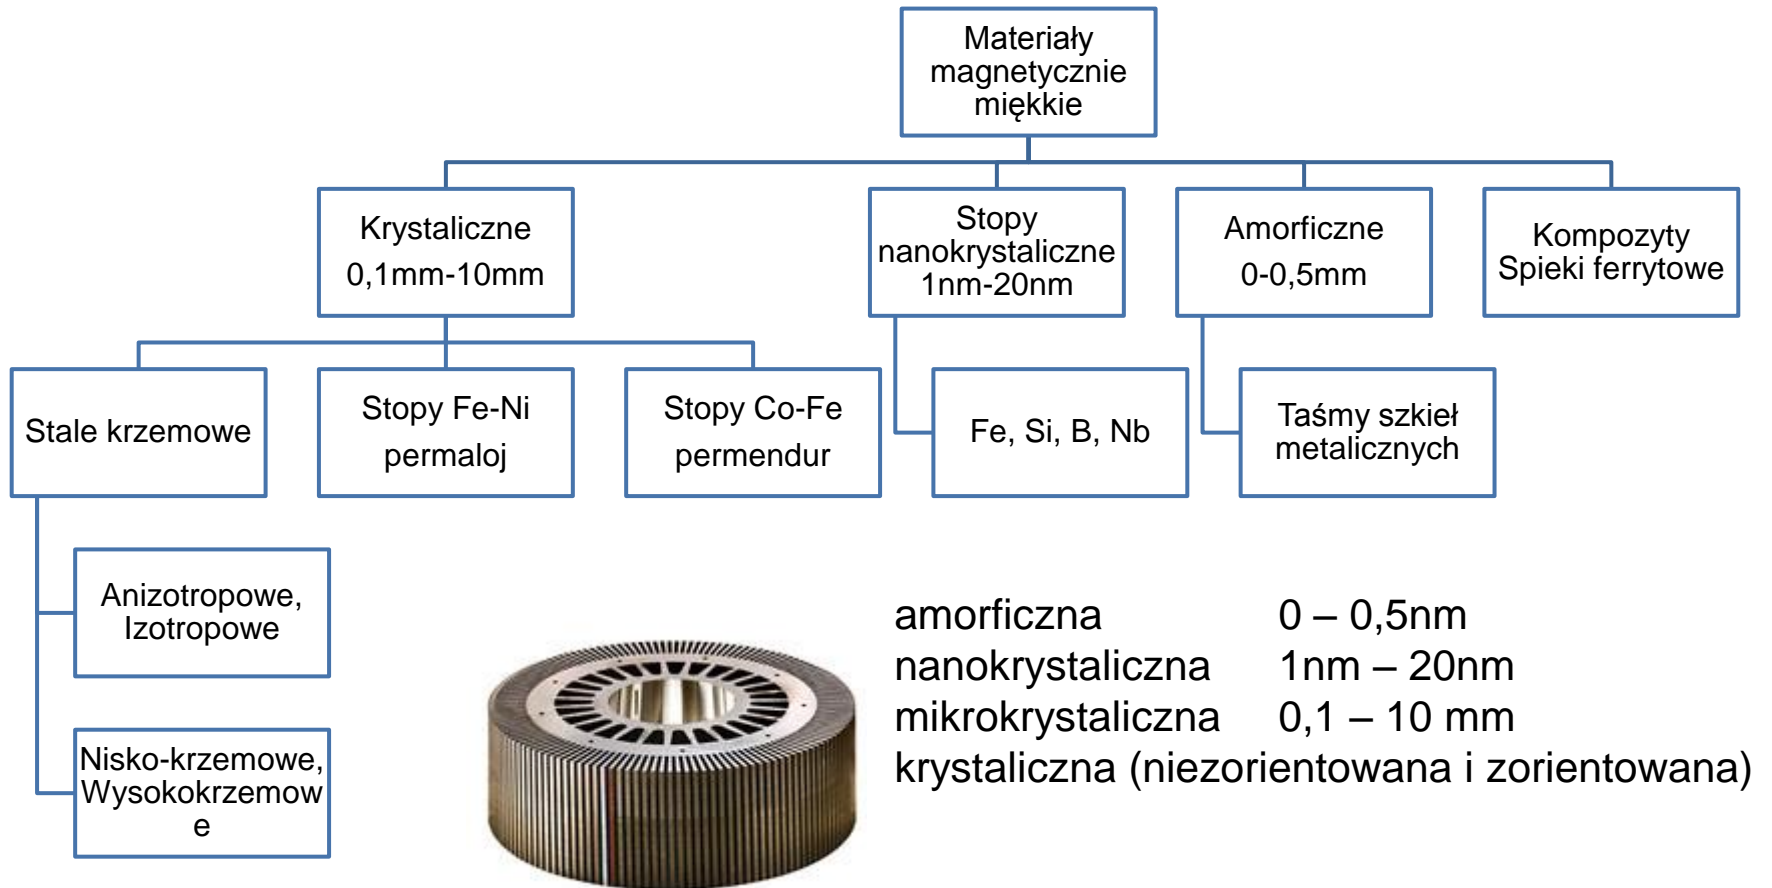 Materiały
magnetycznie
miękkie
Krystaliczne
0,1mm-10mm
Stopy
nanokrystaliczne
1nm-20nm
Amorficzne
0-0,5mm
Kompozyty
Spieki ferrytowe
Stale krzemowe
Stopy Fe-Ni
permaloj
Stopy Co-Fe
permendur
Fe, Si, B, Nb
Taśmy szkieł
metalicznych
Anizotropowe,
Izotropowe
Nisko-krzemowe,
Wysokokrzemow
e
amorficzna 0 – 0,5nm
nanokrystaliczna 1nm – 20nm
mikrokrystaliczna 0,1 – 10 mm
krystaliczna (niezorientowana i zorientowana)